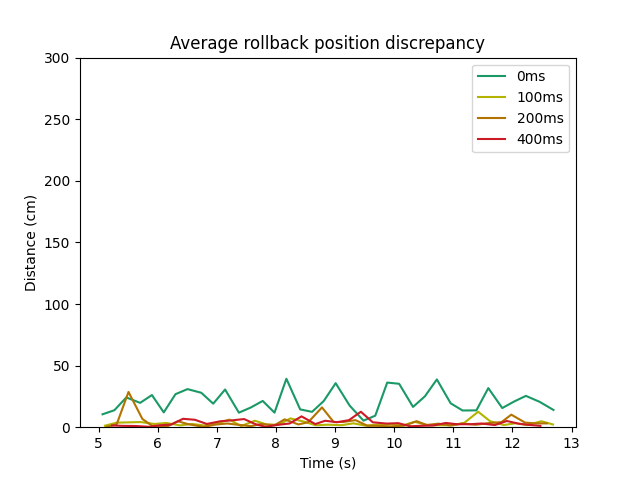 Average rollback position discrepancy
300
250
200
150
100
50
0
Distance (cm)
0ms
100ms
200ms
400ms
5 6 7 8 9 10 11 12 13
Time (s)